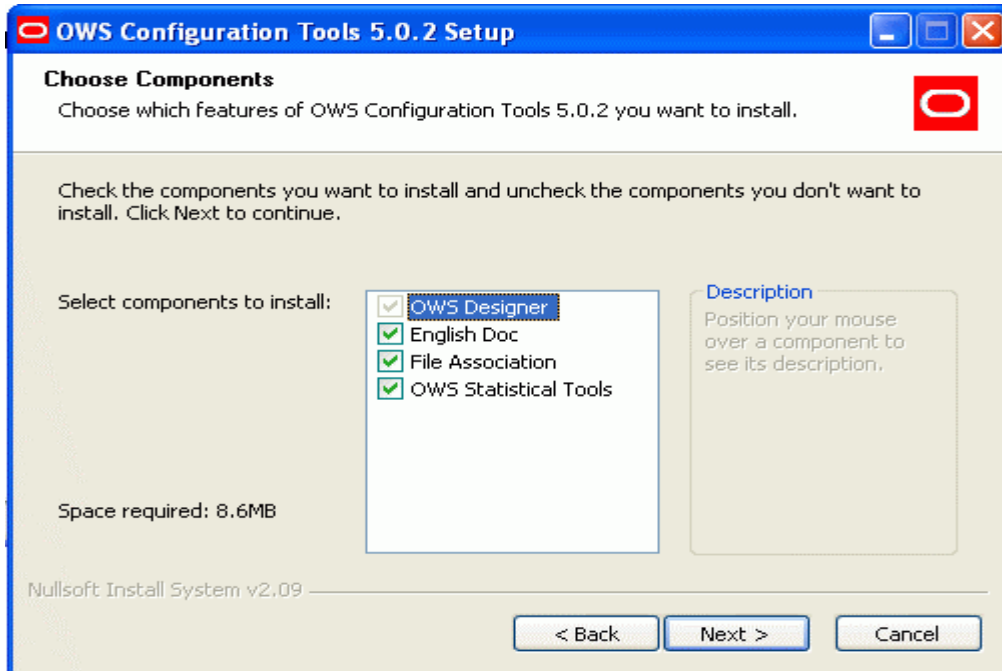 OWS Configuration Tools 5.0.2 Setup
Choose Components
Choose which features of OWS Configuration Tools 5.0.2 you want to install.
Check the components you want to install and uncheck the components you don't want to
install. Click Next to continue.
Select components to install:
OWS Designer
English Doc
File Association
OWS Statistical Tools
Description
Position your mouse
over a component to
see its description.
Space required: 8.6MB
Nullsoft Install System v2.09
< Back
Next >
Cancel